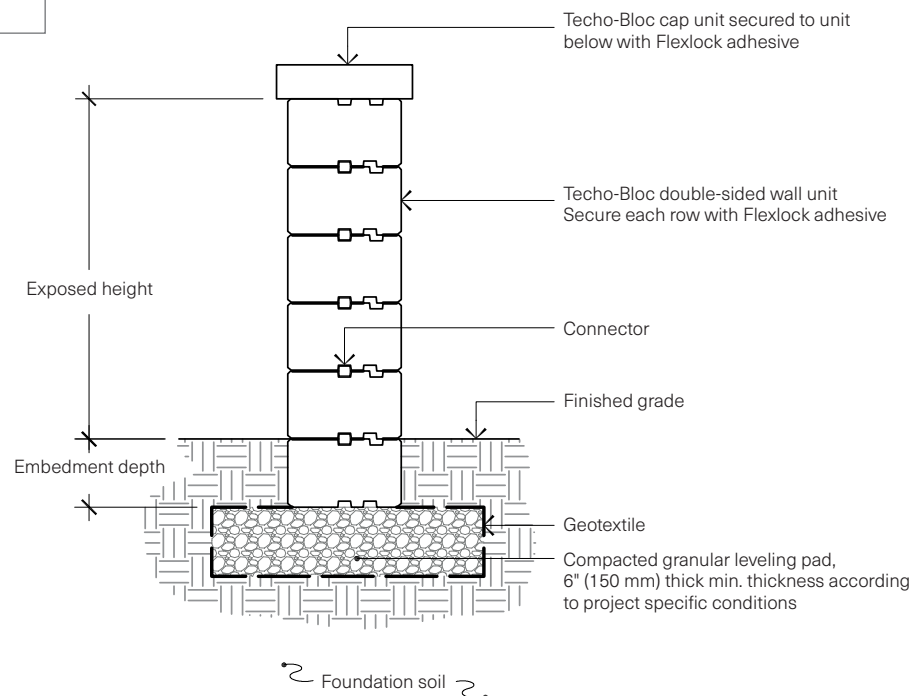 Techo-Bloc cap unit secured to unit
below with Flexlock adhesive
Techo-Bloc double-sided wall unit
Secure each row with Flexlock adhesive
Exposed height
Connector
Finished grade
Embedment depth
Geotextile
Compacted granular leveling pad,
6" (150 mm) thick min. thickness according
to project specific conditions
Foundation soil